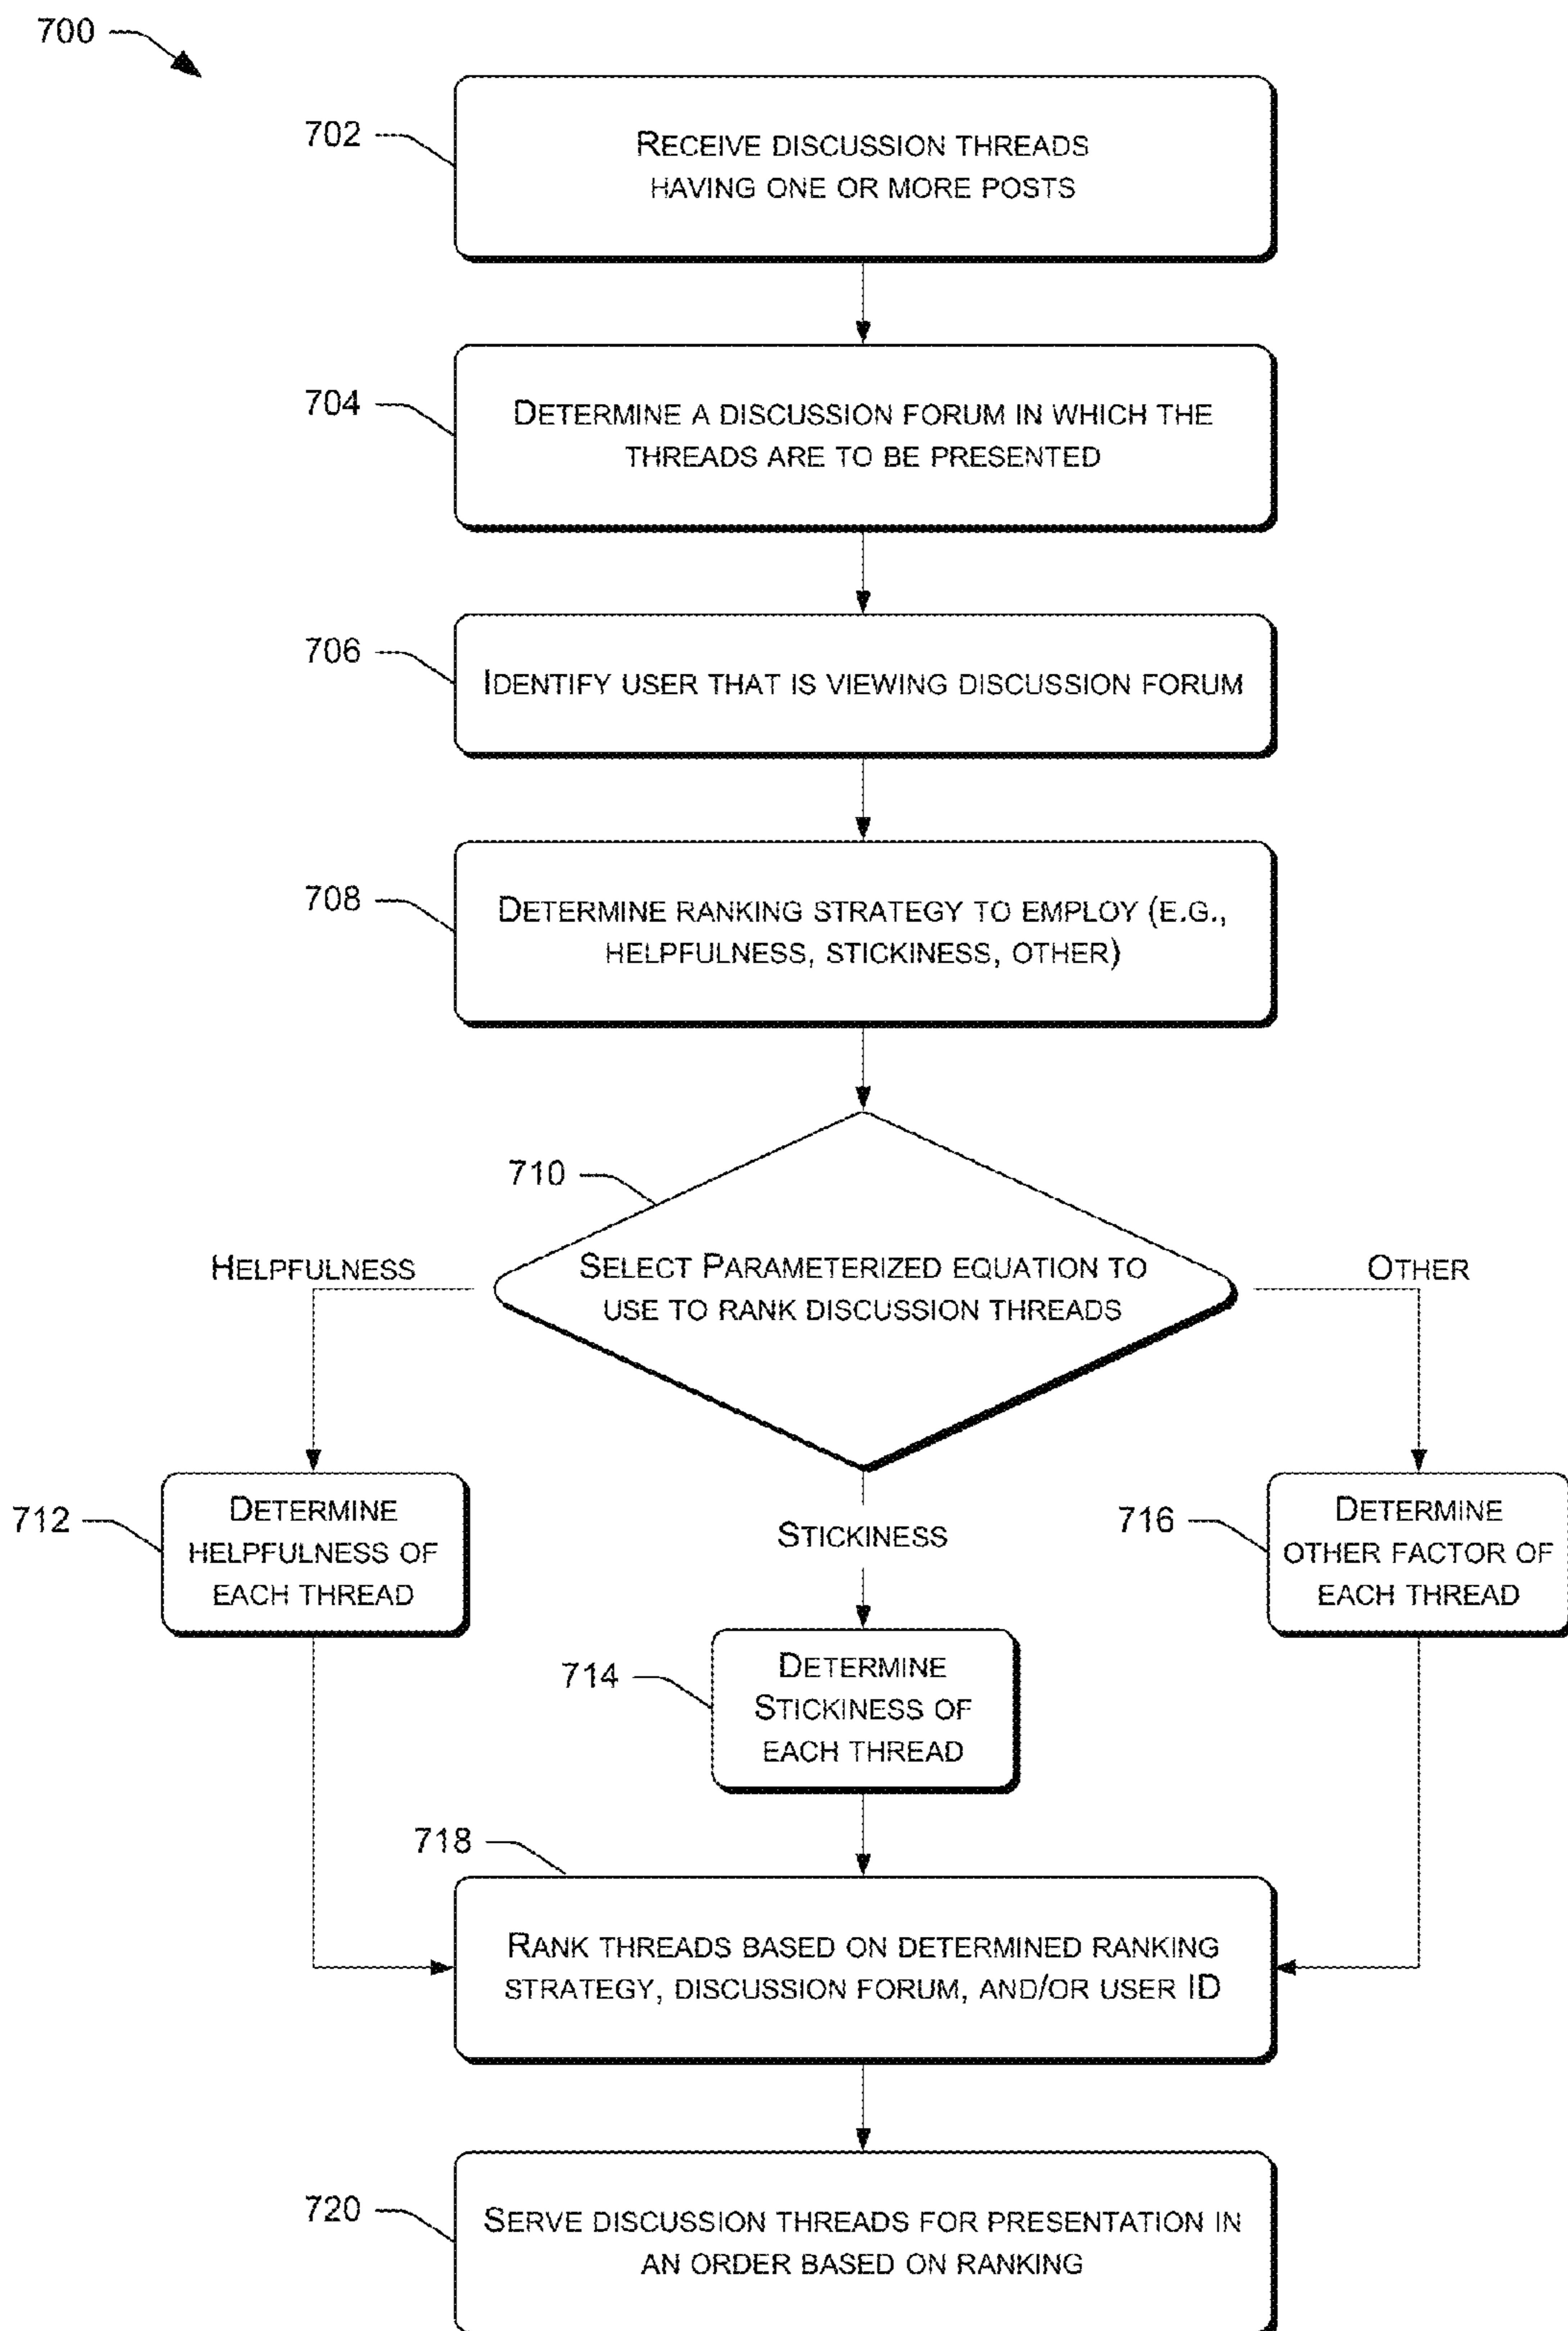 700
702
RECEIVE DISCUSSION THREADS
HAVING ONE OR MORE POSTS
704
DETERMINE A DISCUSSION FORUM IN WHICH THE
THREADS ARE TO BE PRESENTED
706
IDENTIFY USER THAT IS VIEWING DISCUSSION FORUM
708
DETERMINE RANKING STRATEGY TO EMPLOY (E.G.,
HELPFULNESS, STICKINESS, OTHER)
710
SELECT PARAMETERIZED EQUATION TO
USE TO RANK DISCUSSION THREADS
HELPFULNESS
OTHER
712
DETERMINE
HELPFULNESS OF
EACH THREAD
STICKINESS
716
DETERMINE
OTHER FACTOR OF
EACH THREAD
714
DETERMINE
STICKINESS OF
EACH THREAD
718
RANK THREADS BASED ON DETERMINED RANKING
STRATEGY, DISCUSSION FORUM, AND/OR USER ID
720
SERVE DISCUSSION THREADS FOR PRESENTATION IN
AN ORDER BASED ON RANKING